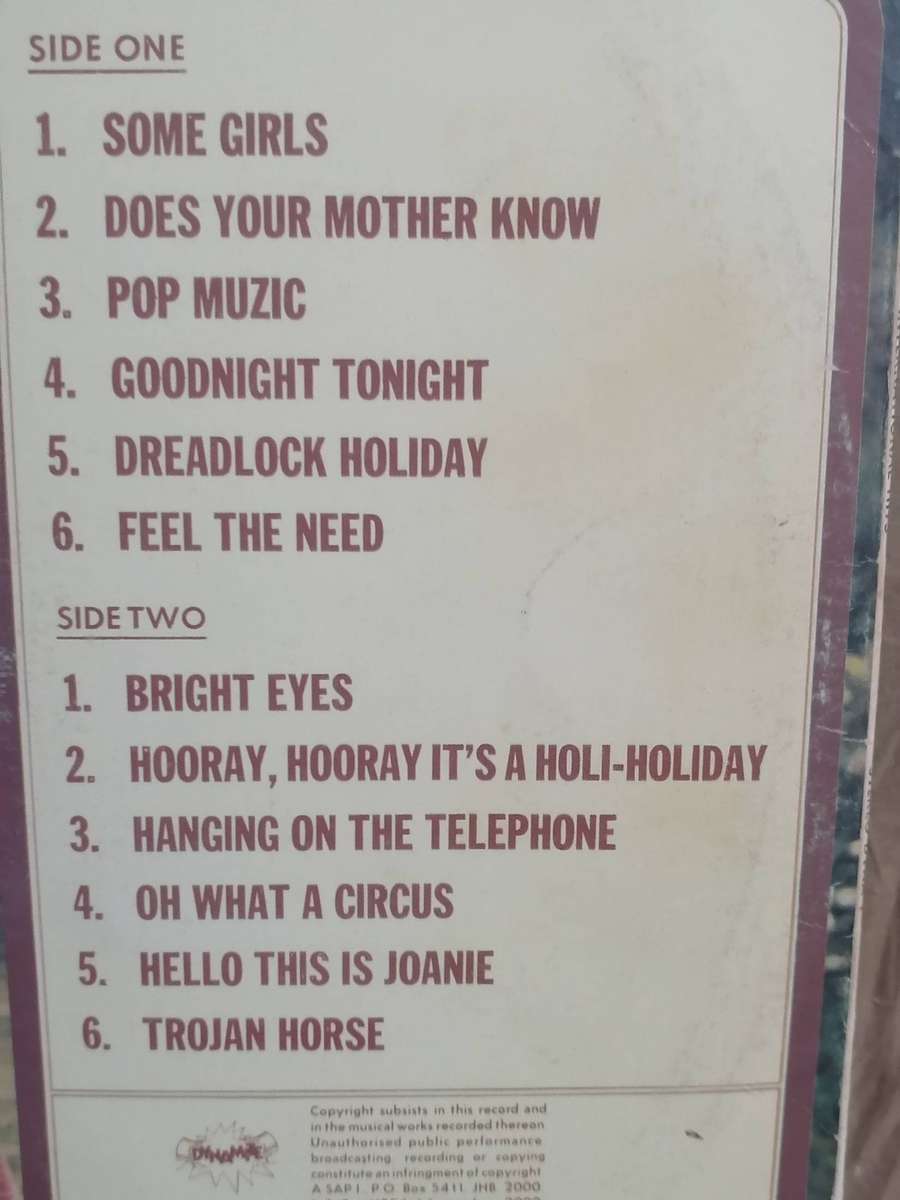 SIDE ONE
1. SOME GIRLS
2. DOES YOUR MOTHER KNOW
3. POP MUZIC
4. GOODNIGHT TONIGHT
5. DREADLOCK HOLIDAY
6. FEEL THE NEED
SIDE TWO
1. BRIGHT EYES
2. HOORAY, HOORAY IT'S A HOLI-HOLIDAY
3. HANGING ON THE TELEPHONE
4. OH WHAT A CIRCUS
5. HELLO THIS IS JOANIE
6. TROJAN HORSE
DYNAMITE
Copyright subsists in this record and
in the musical works recorded thereon
Unauthorised public performance
broadcasting recording or copying
constitute an infringement of copyright
A SAPI. P.O. Box 5411 JHB 2000